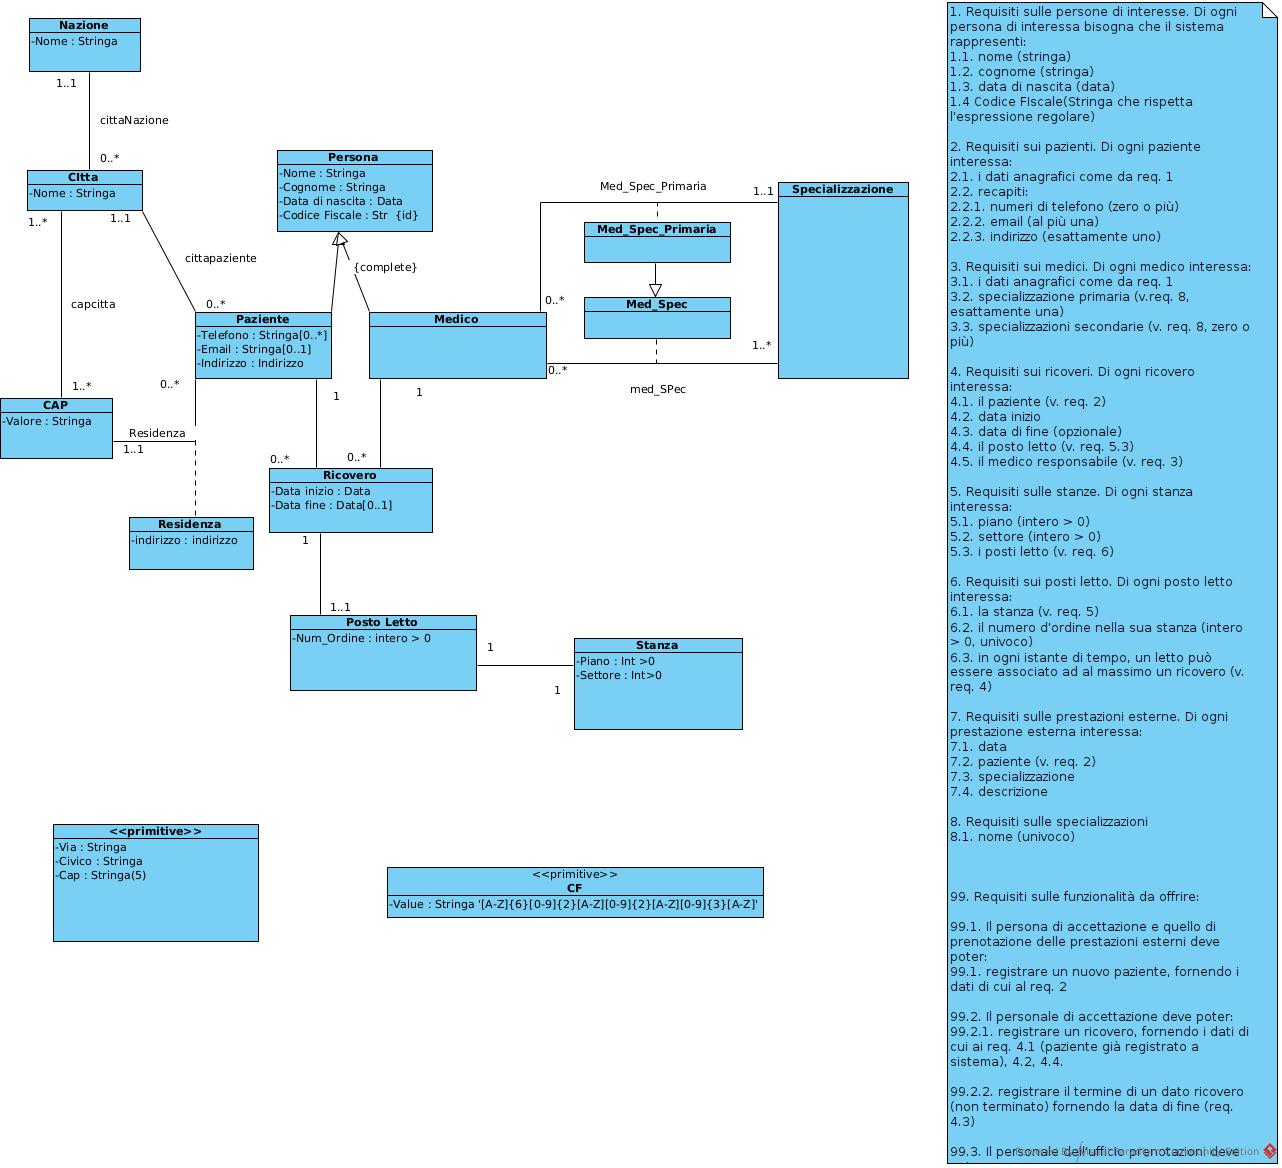 Nazione
-Nome : Stringa
1..1
cittaNazione
0..*
CItta
-Nome : Stringa
1..*
1..1
cittapaziente
capcitta
0..*
1..*
CAP
-Valore : Stringa
Residenza
1..1
Persona
-Nome : Stringa
-Cognome : Stringa
-Data di nascita : Data
-Codice Fiscale : Str {id}
{complete}
Paziente
-Telefono : Stringa[0..*]
-Email : Stringa[0..1]
-Indirizzo : Indirizzo
0..*
Medico
1
1
0..*
0..*
Med_Spec_Primaria
1..1
Med_Spec_Primaria
0..*
Med_Spec
1..*
0..*
med_SPec
Specializzazione
Ricovero
-Data inizio : Data
-Data fine : Data[0..1]
Residenza
-indirizzo : indirizzo
1
1..1
Posto Letto
-Num_Ordine : intero > 0
1
1
Stanza
-Piano : Int >0
-Settore : Int>0
<<primitive>>
-Via : Stringa
-Civico : Stringa
-Cap : Stringa(5)
<<primitive>>
CF
-Value : Stringa '[A-Z]{6}[0-9]{2}[A-Z][0-9]{2}[A-Z][0-9]{3}[A-Z]'
1. Requisiti sulle persone di interesse. Di ogni
persona di interessa bisogna che il sistema
rappresenti:
1.1. nome (stringa)
1.2. cognome (stringa)
1.3. data di nascita (data)
1.4 Codice FIscale(Stringa che rispetta
l'espressione regolare)
2. Requisiti sui pazienti. Di ogni paziente
interessa:
2.1. i dati anagrafici come da req. 1
2.2. recapiti:
2.2.1. numeri di telefono (zero o più)
2.2.2. email (al più una)
2.2.3. indirizzo (esattamente uno)
3. Requisiti sui medici. Di ogni medico interessa:
3.1. i dati anagrafici come da req. 1
3.2. specializzazione primaria (v.req. 8,
esattamente una)
3.3. specializzazioni secondarie (v. req. 8, zero o
più)
4. Requisiti sui ricoveri. Di ogni ricovero
interessa:
4.1. il paziente (v. req. 2)
4.2. data inizio
4.3. data di fine (opzionale)
4.4. il posto letto (v. req. 5.3)
4.5. il medico responsabile (v. req. 3)
5. Requisiti sulle stanze. Di ogni stanza
interessa:
5.1. piano (intero > 0)
5.2. settore (intero > 0)
5.3. i posti letto (v. req. 6)
6. Requisiti sui posti letto. Di ogni posto letto
interessa:
6.1. la stanza (v. req. 5)
6.2. il numero d'ordine nella sua stanza (intero
> 0, univoco)
6.3. in ogni istante di tempo, un letto può
essere associato ad al massimo un ricovero (v.
req. 4)
7. Requisiti sulle prestazioni esterne. Di ogni
prestazione esterna interessa:
7.1. data
7.2. paziente (v. req. 2)
7.3. specializzazione
7.4. descrizione
8. Requisiti sulle specializzazioni
8.1. nome (univoco)
99. Requisiti sulle funzionalità da offrire:
99.1. Il persona di accettazione e quello di
prenotazione delle prestazioni esterni deve
poter:
99.1. registrare un nuovo paziente, fornendo i
dati di cui al req. 2
99.2. Il personale di accettazione deve poter:
99.2.1. registrare un ricovero, fornendo i dati di
cui ai req. 4.1 (paziente già registrato a
sistema), 4.2, 4.4.
99.2.2. registrare il termine di un dato ricovero
(non terminato) fornendo la data di fine (req.
4.3)
99.3. Il personale dell'ufficio prenotazioni deve